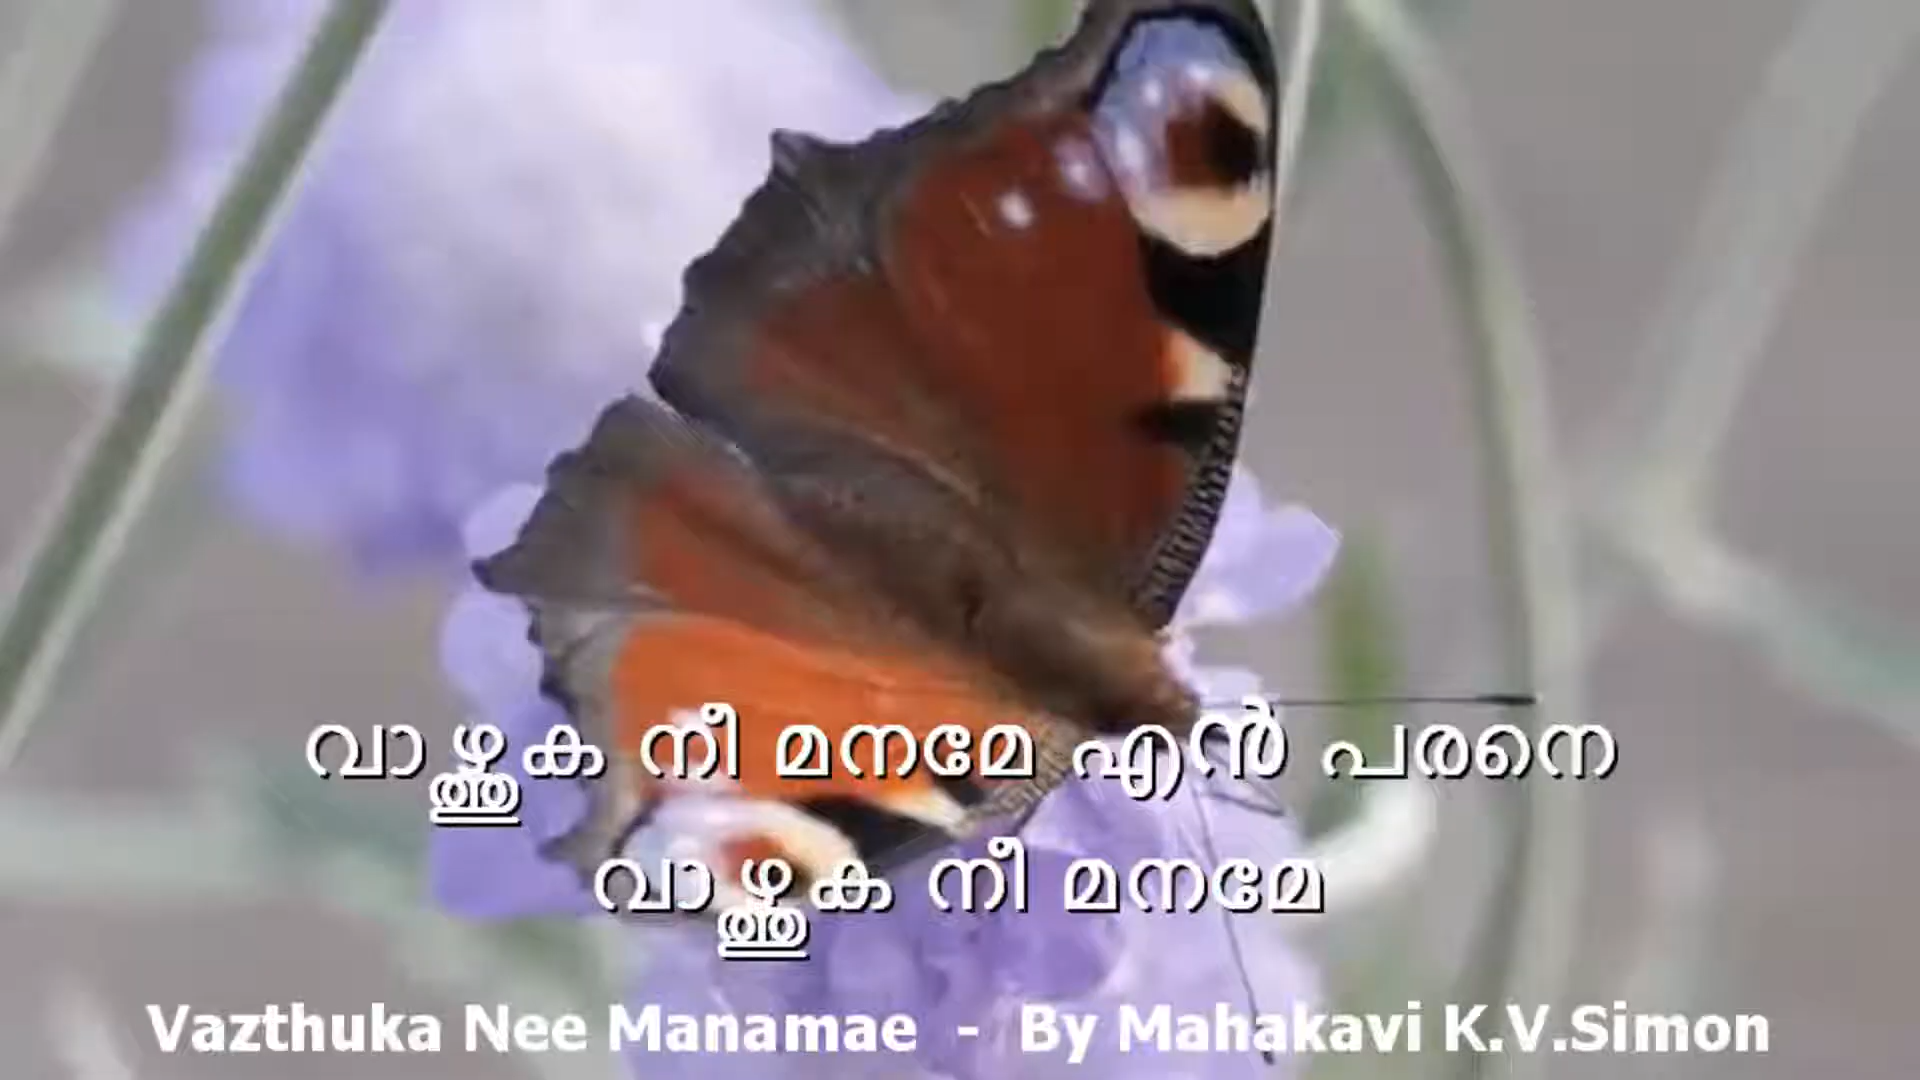 വാഴ്ത്തുക നീ മനമേ എൻ പരനെ
വാഴ്ത്തുക നീ മനമേ
Vazthuka Nee Manamae - By Mahakavi K.V.Simon